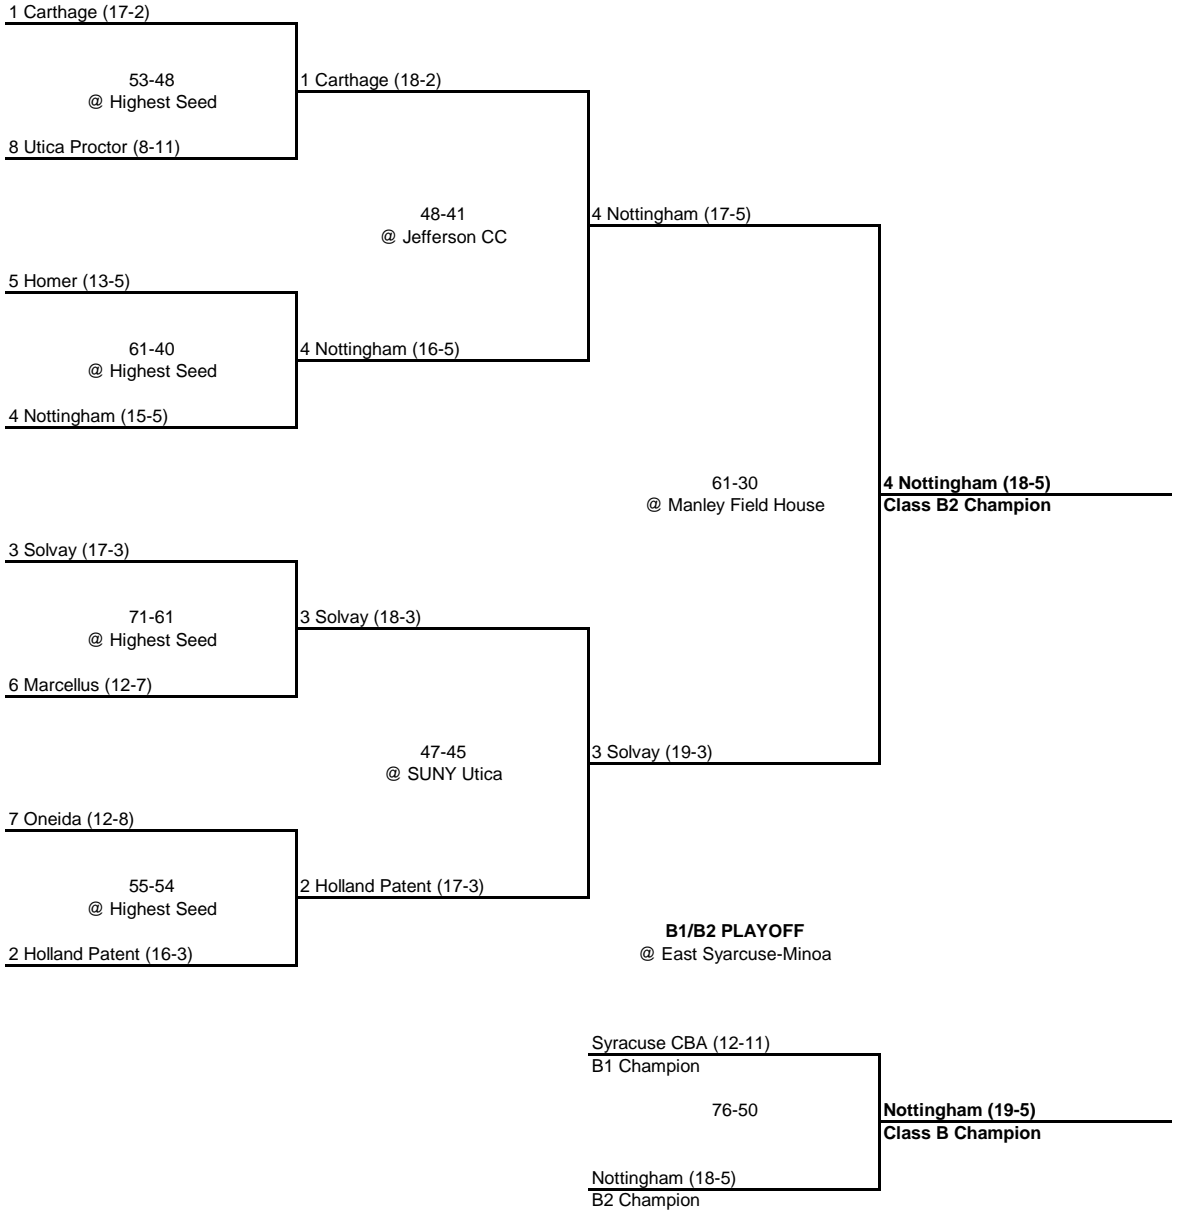 1 Carthage (17-2)
53-48
@ Highest Seed
1 Carthage (18-2)
8 Utica Proctor (8-11)
48-41
@ Jefferson CC
4 Nottingham (17-5)
5 Homer (13-5)
61-40
@ Highest Seed
4 Nottingham (16-5)
4 Nottingham (15-5)
61-30
@ Manley Field House
4 Nottingham (18-5)
Class B2 Champion
3 Solvay (17-3)
71-61
@ Highest Seed
3 Solvay (18-3)
6 Marcellus (12-7)
47-45
@ SUNY Utica
3 Solvay (19-3)
7 Oneida (12-8)
55-54
@ Highest Seed
2 Holland Patent (17-3)
2 Holland Patent (16-3)
B1/B2 PLAYOFF
@ East Syarcuse-Minoa
Syracuse CBA (12-11)
B1 Champion
76-50
Nottingham (19-5)
Class B Champion
Nottingham (18-5)
B2 Champion